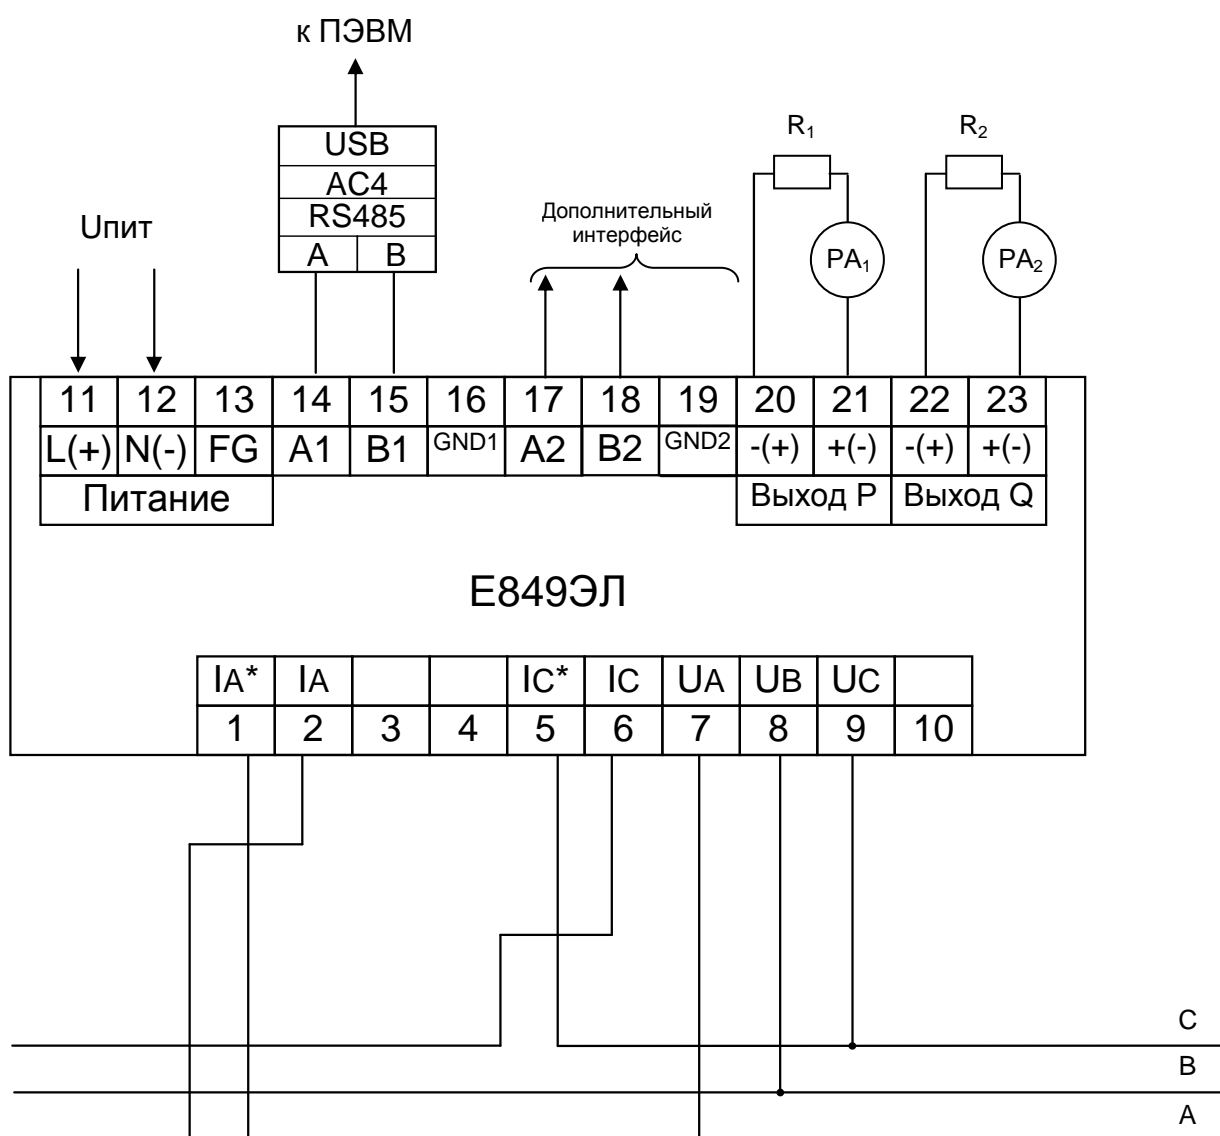 к ПЭВМ
USB
AC4
RS485
A B
Uпит
Дополнительный
интерфейс
R1
PA1
R2
PA2
11 12 13 14 15 16 17 18 19 20 21 22 23
L(+) N(-) FG A1 B1 GND1 A2 B2 GND2 -(+) +(-) -(+) +(-)
Питание Выход P Выход Q
Е849ЭЛ
IA* IA IC* IC UA UB UC
1 2 3 4 5 6 7 8 9 10
C
B
A